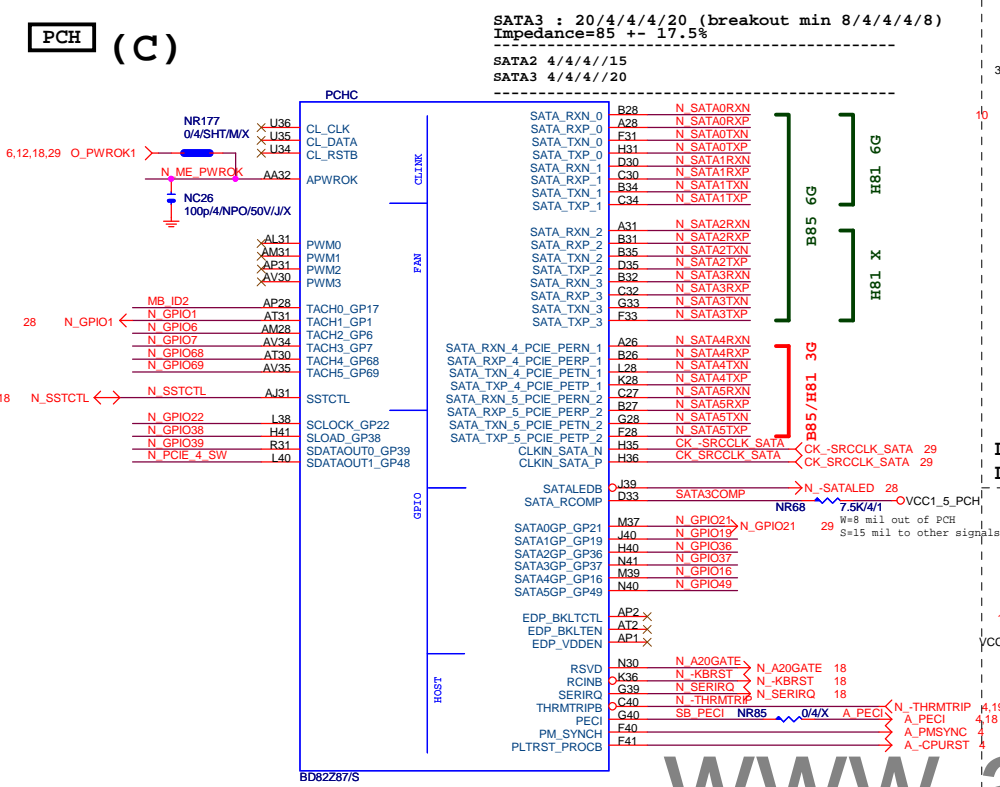 PCH (C)
SATA3 : 20/4/4/4/20 (breakout min 8/4/4/4/8)
Impedance=85 +- 17.5%
SATA2 4/4/4//15
SATA3 4/4/4//20
PCHC
NR177
0/4/SHT/M/X
6,12,18,29 O_PWROK1
N_ME_PWROK
NC26
100p/4/NPO/50V/J/X
U36 CL_CLK
U35 CL_DATA
U34 CL_RSTB
AA32 APWROK
CLINK
AL31 PWM0
AM31 PWM1
AP31 PWM2
AV30 PWM3
FAN
MB_ID2 AP28 TACH0_GP17
28 N_GPIO1 N_GPIO1 AT31 TACH1_GP1
N_GPIO6 AM28 TACH2_GP6
N_GPIO7 AV34 TACH3_GP7
N_GPIO68 AT30 TACH4_GP68
N_GPIO69 AV35 TACH5_GP69
18 N_SSTCTL N_SSTCTL AJ31 SSTCTL
N_GPIO22 L38 SCLOCK_GP22
N_GPIO38 H41 SLOAD_GP38
N_GPIO39 R31 SDATAOUT0_GP39
N_PCIE_4_SW L40 SDATAOUT1_GP48
GPIO
HOST
BD82Z87/S
SATA_RXN_0 B28 N_SATA0RXN
SATA_RXP_0 A28 N_SATA0RXP
SATA_TXN_0 F31 N_SATA0TXN
SATA_TXP_0 H31 N_SATA0TXP
SATA_RXN_1 D30 N_SATA1RXN
SATA_RXP_1 C30 N_SATA1RXP
SATA_TXN_1 B34 N_SATA1TXN
SATA_TXP_1 C34 N_SATA1TXP
SATA_RXN_2 A31 N_SATA2RXN
SATA_RXP_2 B31 N_SATA2RXP
SATA_TXN_2 B35 N_SATA2TXN
SATA_TXP_2 D35 N_SATA2TXP
SATA_RXN_3 B32 N_SATA3RXN
SATA_RXP_3 C32 N_SATA3RXP
SATA_TXN_3 G33 N_SATA3TXN
SATA_TXP_3 F33 N_SATA3TXP
B85 6G
H81 6G
H81 X
10
3
SATA_RXN_4_PCIE_PERN_1 A26 N_SATA4RXN
SATA_RXP_4_PCIE_PERP_1 B26 N_SATA4RXP
SATA_TXN_4_PCIE_PETN_1 L28 N_SATA4TXN
SATA_TXP_4_PCIE_PETP_1 K28 N_SATA4TXP
SATA_RXN_5_PCIE_PERN_2 C27 N_SATA5RXN
SATA_RXP_5_PCIE_PERP_2 B27 N_SATA5RXP
SATA_TXN_5_PCIE_PETN_2 G28 N_SATA5TXN
SATA_TXP_5_PCIE_PETP_2 F28 N_SATA5TXP
B85/H81 3G
CLKIN_SATA_N H35 CK_-SRCCLK_SATA CK_-SRCCLK_SATA 29
CLKIN_SATA_P H36 CK_SRCCLK_SATA CK_SRCCLK_SATA 29
SATALEDB J39 N_-SATALED 28
SATA_RCOMP D33 SATA3COMP NR68 7.5K/4/1 VCC1_5_PCH
W=8 mil out of PCH
S=15 mil to other signals
SATA0GP_GP21 M37 N_GPIO21 N_GPIO21 29
SATA1GP_GP19 J40 N_GPIO19
SATA2GP_GP36 H40 N_GPIO36
SATA3GP_GP37 N41 N_GPIO37
SATA4GP_GP16 M39 N_GPIO16
SATA5GP_GP49 N40 N_GPIO49
EDP_BKLTCTL AP2
EDP_BKLTEN AT2
EDP_VDDEN AP1
RSVD N30 N_A20GATE N_A20GATE 18
RCINB K36 N_-KBRST N_-KBRST 18
SERIRQ G39 N_SERIRQ N_SERIRQ 18
THRMTRIPB C40 N_-THRMTRIP N_-THRMTRIP 4,19
PECI G40 SB_PECI NR85 0/4/X A_PECI A_PECI 4,18
PM_SYNCH F40 A_PMSYNC 4
PLTRST_PROCB F41 A_-CPURST 4
VCC
www.